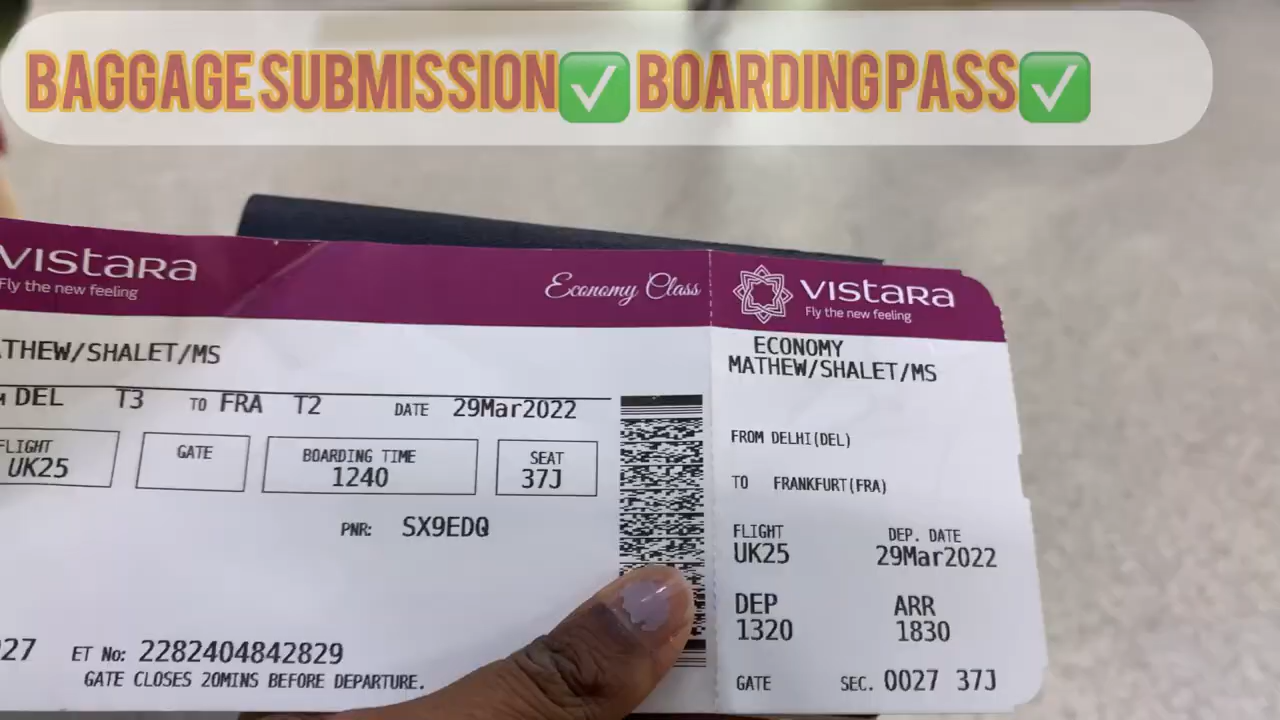 BAGGAGE SUBMISSION✅ BOARDING PASS✅
VISTARA
Fly the new feeling
Economy Class
THEW/SHALET/MS
DEL T3 TO FRA T2 DATE 29Mar2022
FLIGHT
UK25
GATE
BOARDING TIME
1240
SEAT
37J
PNR: SX9EDQ
27 ET No: 2282404842829
GATE CLOSES 20MINS BEFORE DEPARTURE.
VISTARA
Fly the new feeling
ECONOMY
MATHEW/SHALET/MS
FROM DELHI(DEL)
TO FRANKFURT(FRA)
FLIGHT DEP. DATE
UK25 29Mar2022
DEP ARR
1320 1830
GATE SEC. 0027 37J